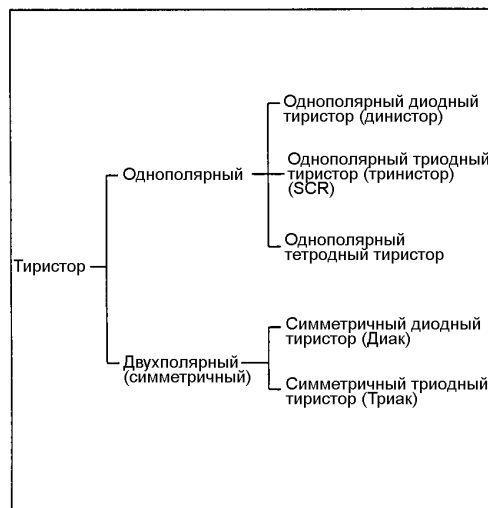 Однополярный диодный
тиристор (динистор)
Однополярный
Однополярный триодный
тиристор (тринистор)
(SCR)
Однополярный
тетродный тиристор
Тиристор
Двухполярный
(симметричный)
Симметричный диодный
тиристор (Диак)
Симметричный триодный
тиристор (Триак)